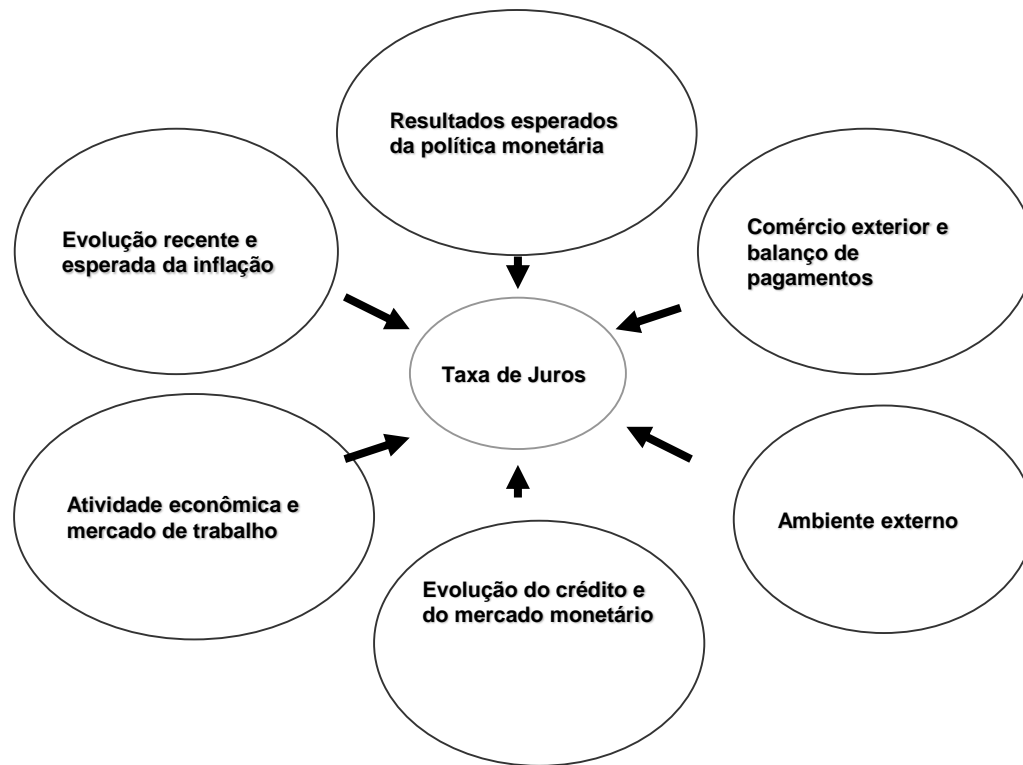 Resultados esperados
da política monetária
Evolução recente e
esperada da inflação
Comércio exterior e
balanço de
pagamentos
Taxa de Juros
Atividade econômica e
mercado de trabalho
Ambiente externo
Evolução do crédito e
do mercado monetário